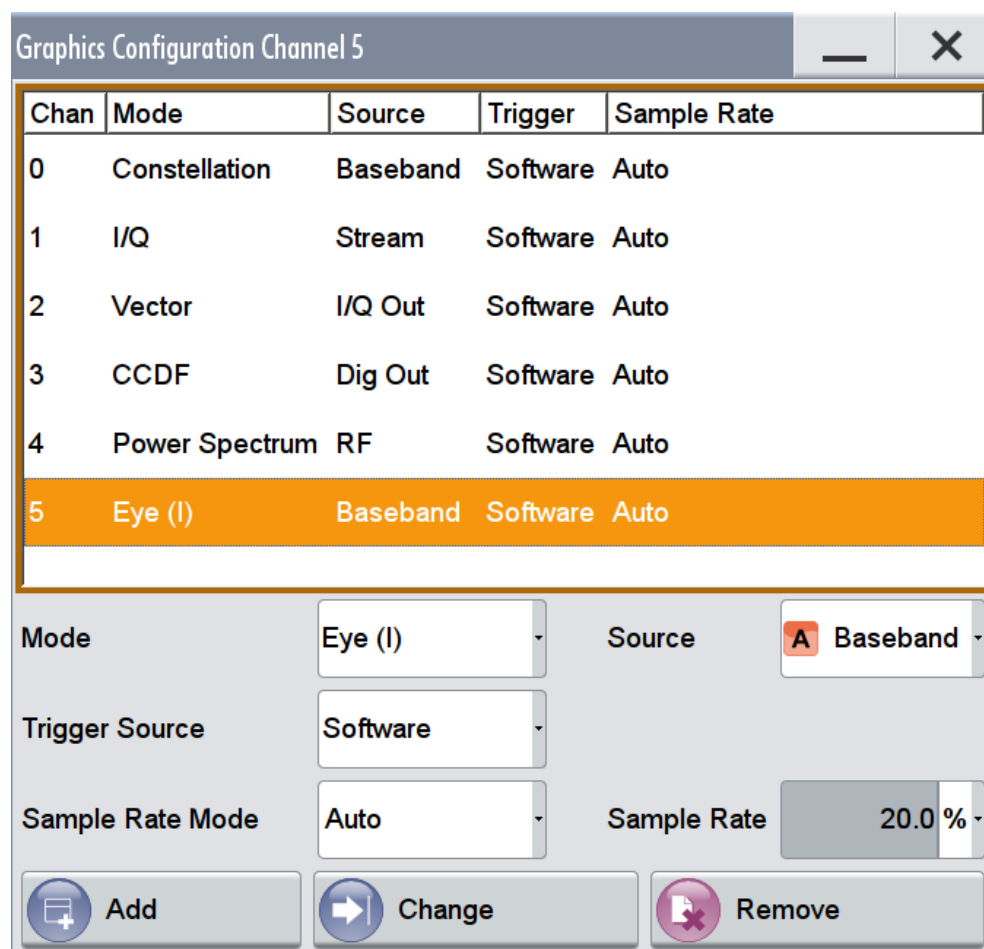 Graphics Configuration Channel 5
Chan Mode Source Trigger Sample Rate
0 Constellation Baseband Software Auto
1 I/Q Stream Software Auto
2 Vector I/Q Out Software Auto
3 CCDF Dig Out Software Auto
4 Power Spectrum RF Software Auto
5 Eye (I) Baseband Software Auto
Mode Eye (I) Source A Baseband
Trigger Source Software
Sample Rate Mode Auto Sample Rate 20.0 %
Add Change Remove